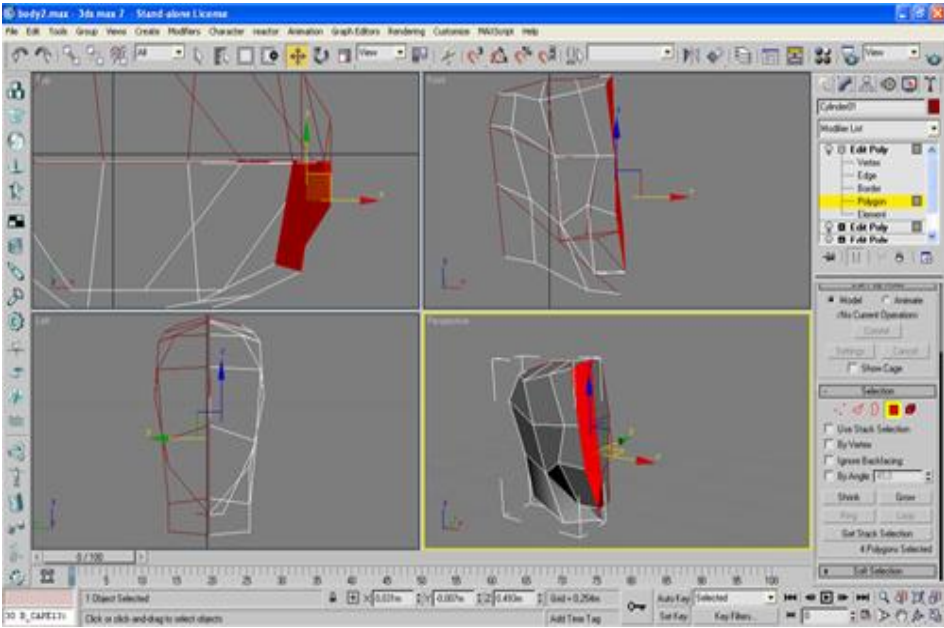 body2.max - 3ds max 7 - Stand-alone License
File Edit Tools Group Views Create Modifiers Character reactor Animation Graph Editors Rendering Customize MAXScript Help
All
View
View
Top
Front
Left
Perspective
Cylinder01
Modifier List
Edit Poly
Vertex
Edge
Border
Polygon
Element
Edit Poly
Edit Poly
Model Animate
<No Current Operation>
Commit
Settings Cancel
Show Cage
Selection
Use Stack Selection
By Vertex
Ignore Backfacing
By Angle:
Shrink Grow
Ring Loop
Get Stack Selection
4 Polygons Selected
Soft Selection
0 / 100
5 10 15 20 25 30 35 40 45 50 55 60 65 70 75 80 85 90 95 100
1 Object Selected
X Y Z Grid = 0.254m
Auto Key Selected
Click or click-and-drag to select objects
Add Time Tag
Set Key Key Filters...
0